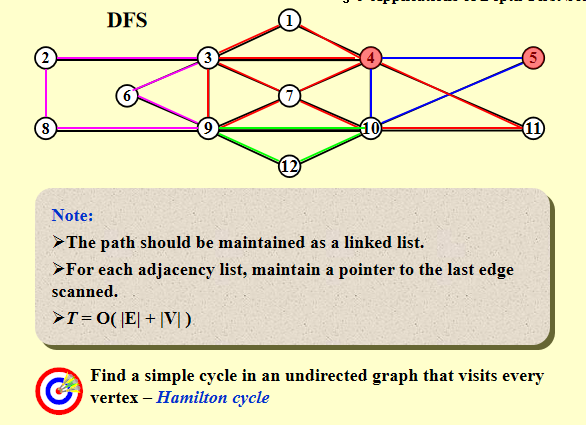 DFS
1
2 3 4 5
6 7
8 9 10 11
12
Note:
➢The path should be maintained as a linked list.
➢For each adjacency list, maintain a pointer to the last edge
scanned.
➢T = O( |E| + |V| )
Find a simple cycle in an undirected graph that visits every
vertex – Hamilton cycle